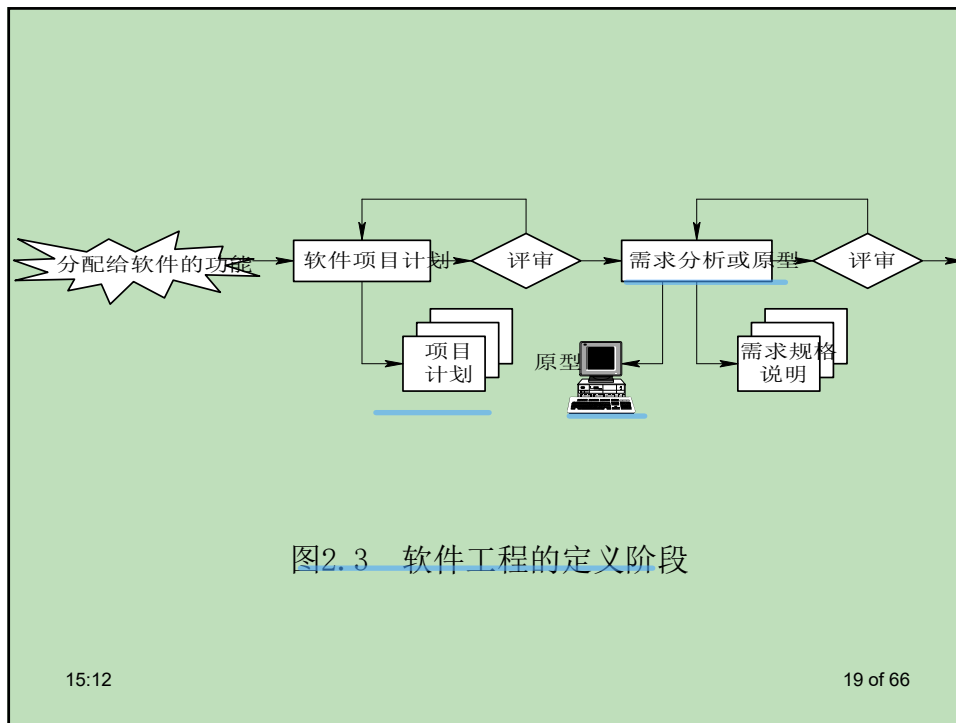 分配给软件的功能
软件项目计划
评审
需求分析或原型
评审
项目
计划
原型
需求规格
说明
图2.3 软件工程的定义阶段
15:12
19 of 66